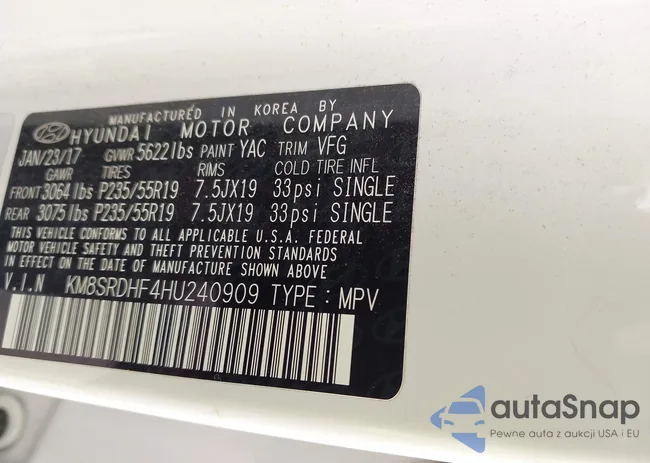 MANUFACTURED IN KOREA BY
HYUNDAI MOTOR COMPANY
JAN/23/17 GVWR 5622lbs PAINT YAC TRIM VFG
GAWR TIRES RIMS COLD TIRE INFL
FRONT 3064lbs P235/55R19 7.5JX19 33psi SINGLE
REAR 3075lbs P235/55R19 7.5JX19 33psi SINGLE
THIS VEHICLE CONFORMS TO ALL APPLICABLE U.S.A. FEDERAL
MOTOR VEHICLE SAFETY AND THEFT PREVENTION STANDARDS
IN EFFECT ON THE DATE OF MANUFACTURE SHOWN ABOVE
V.I.N KM8SRDHF4HU240909 TYPE : MPV
autaSnap
Pewne auta z aukcji USA i EU